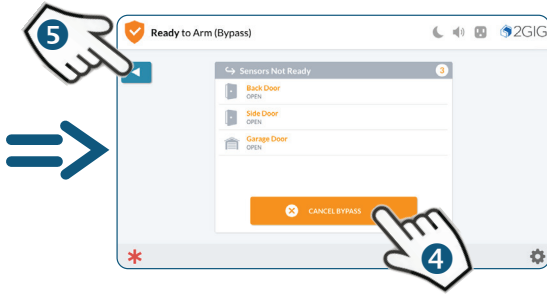 5
Ready to Arm (Bypass)
2GIG
Sensors Not Ready
3
Back Door
OPEN
Side Door
OPEN
Garage Door
OPEN
CANCEL BYPASS
4